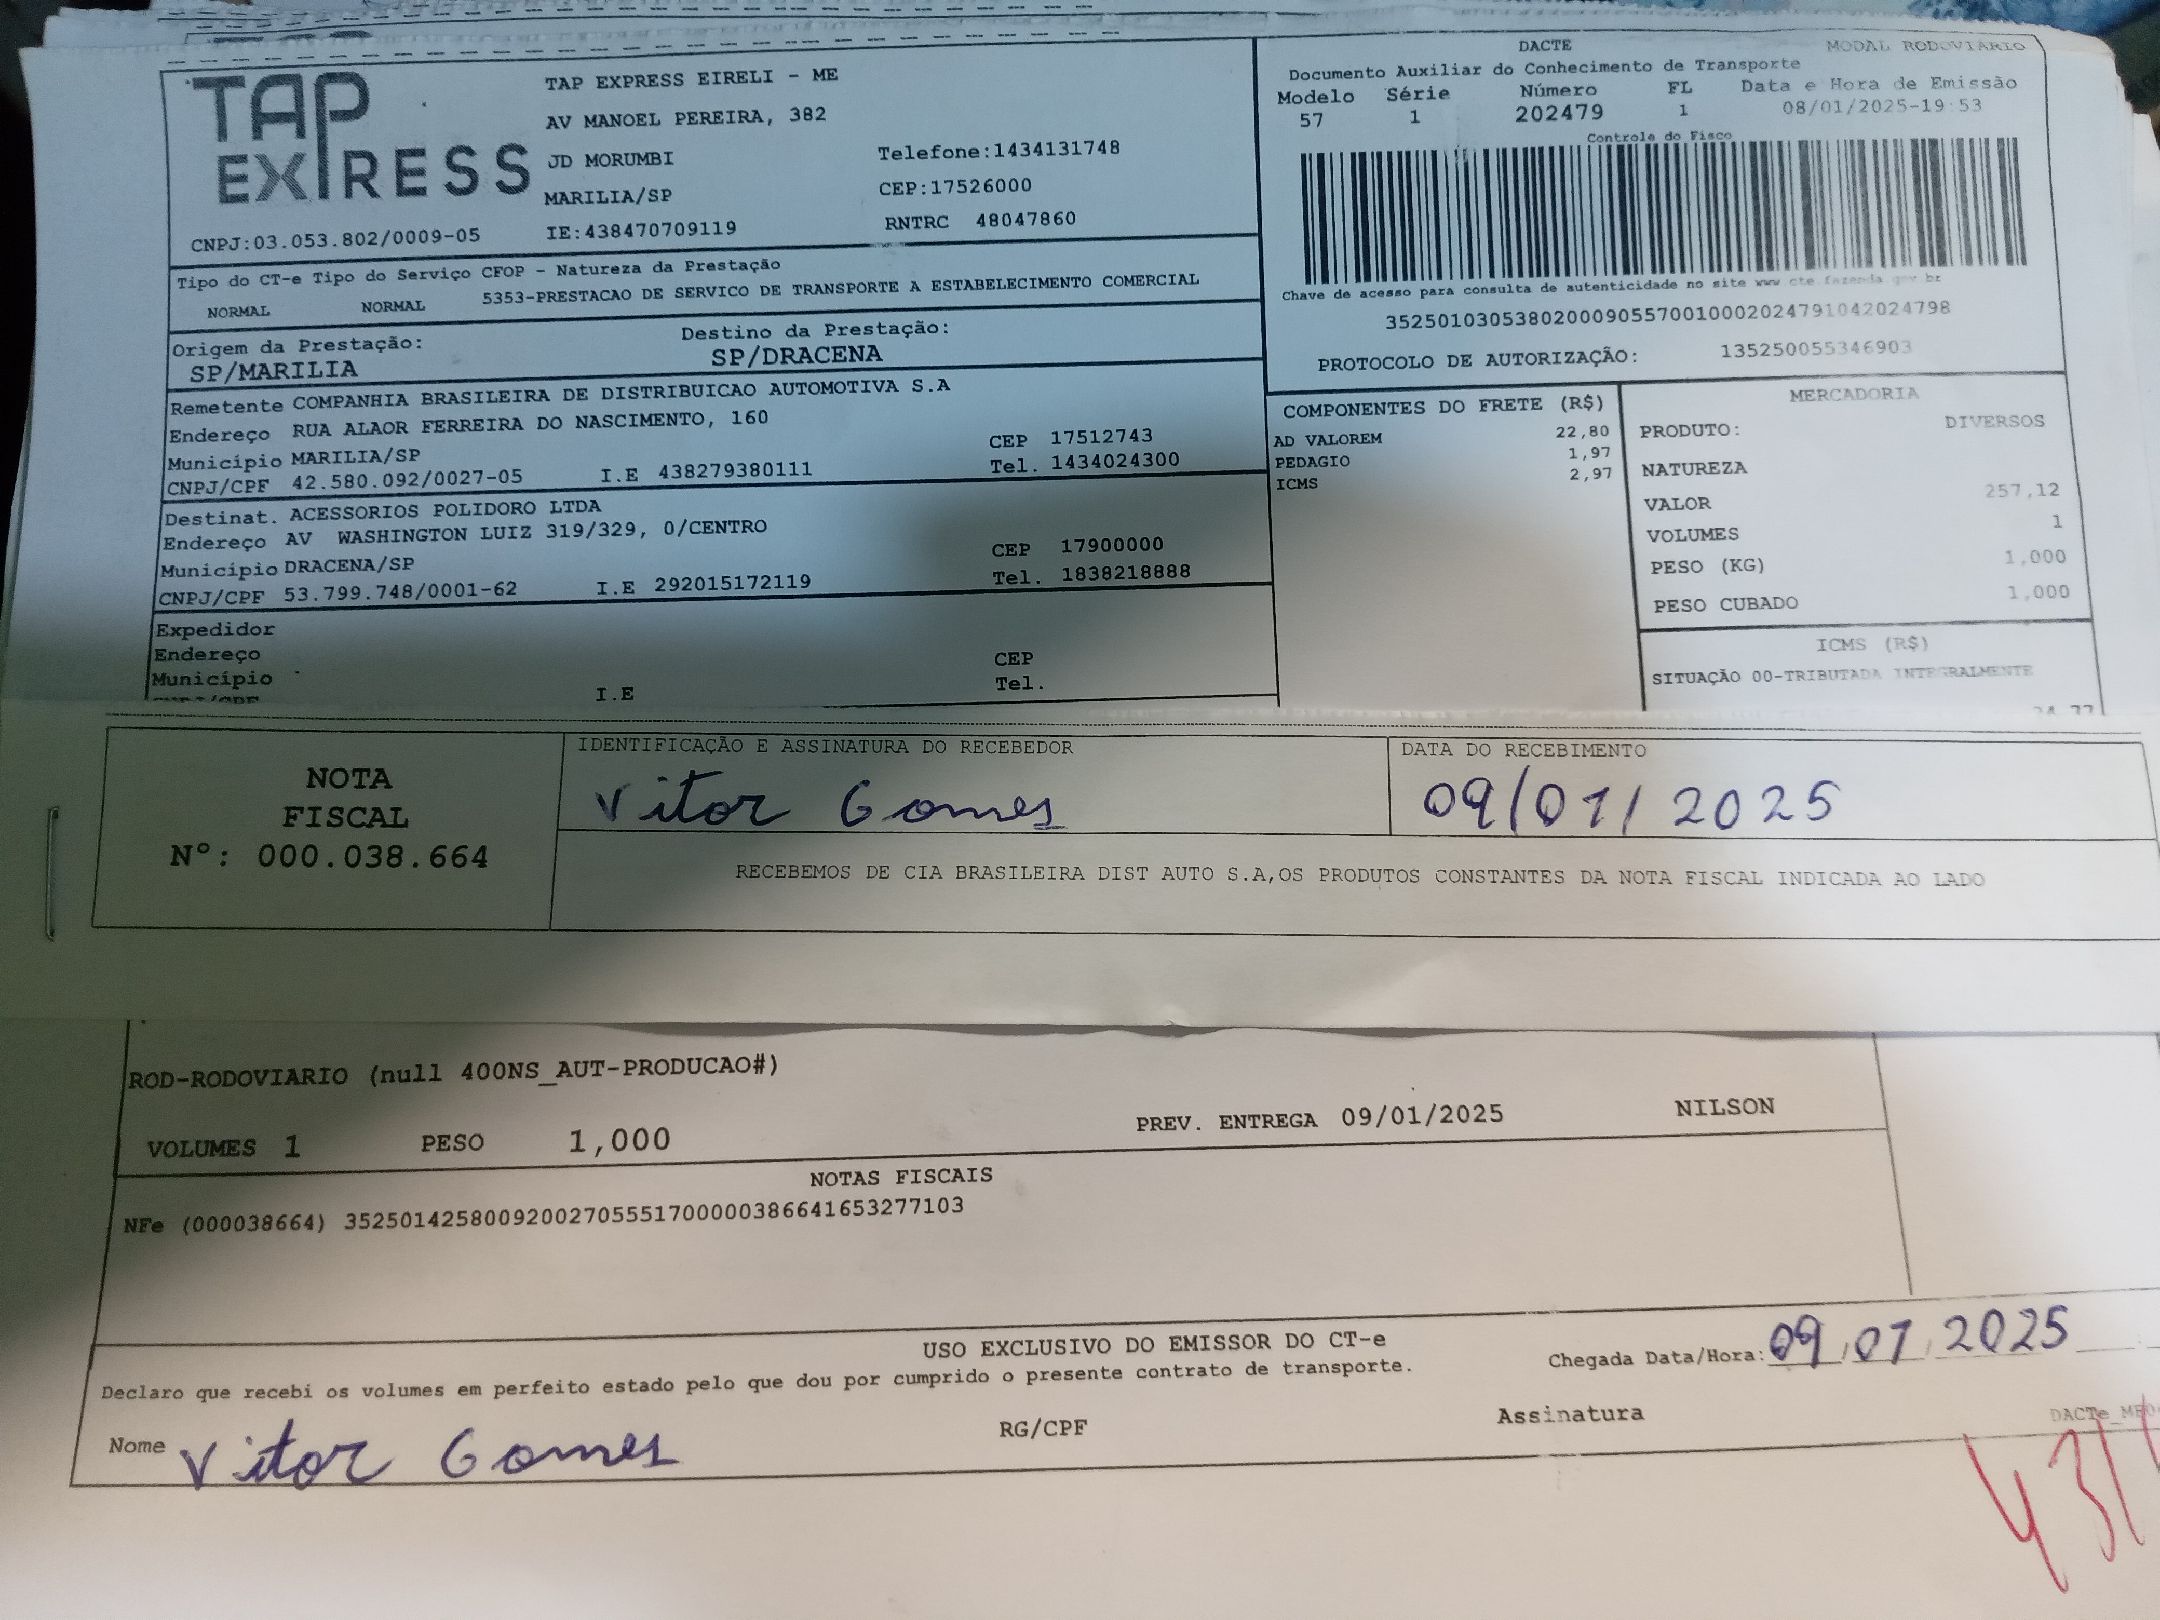 TAP EXPRESS
TAP EXPRESS EIRELI - ME
AV MANOEL PEREIRA, 382
JD MORUMBI
Telefone:1434131748
MARILIA/SP
CEP:17526000
CNPJ:03.053.802/0009-05
IE:438470709119
RNTRC 48047860
DACTE
MODAL RODOVIARIO
Documento Auxiliar do Conhecimento de Transporte
Modelo Série Número FL Data e Hora de Emissão
57 1 202479 1 08/01/2025-19:53
Controle do Fisco
Chave de acesso para consulta de autenticidade no site www.cte.fazenda.gov.br
35250103053802000905570010002024791042024798
PROTOCOLO DE AUTORIZAÇÃO: 135250055346903
Tipo do CT-e Tipo do Serviço CFOP - Natureza da Prestação
NORMAL NORMAL 5353-PRESTACAO DE SERVICO DE TRANSPORTE A ESTABELECIMENTO COMERCIAL
Origem da Prestação: Destino da Prestação:
SP/MARILIA SP/DRACENA
Remetente COMPANHIA BRASILEIRA DE DISTRIBUICAO AUTOMOTIVA S.A
Endereço RUA ALAOR FERREIRA DO NASCIMENTO, 160
Município MARILIA/SP CEP 17512743
CNPJ/CPF 42.580.092/0027-05 I.E 438279380111 Tel. 1434024300
Destinat. ACESSORIOS POLIDORO LTDA
Endereço AV WASHINGTON LUIZ 319/329, 0/CENTRO
Município DRACENA/SP CEP 17900000
CNPJ/CPF 53.799.748/0001-62 I.E 292015172119 Tel. 1838218888
Expedidor
Endereço
Município CEP
I.E Tel.
COMPONENTES DO FRETE (R$)
AD VALOREM 22,80
PEDAGIO 1,97
ICMS 2,97
MERCADORIA
PRODUTO: DIVERSOS
NATUREZA
VALOR 257,12
VOLUMES 1
PESO (KG) 1,000
PESO CUBADO 1,000
ICMS (R$)
SITUAÇÃO 00-TRIBUTADA INTEGRALMENTE
NOTA
FISCAL
Nº: 000.038.664
IDENTIFICAÇÃO E ASSINATURA DO RECEBEDOR
Vitor Gomes
DATA DO RECEBIMENTO
09/01/2025
RECEBEMOS DE CIA BRASILEIRA DIST AUTO S.A,OS PRODUTOS CONSTANTES DA NOTA FISCAL INDICADA AO LADO
ROD-RODOVIARIO (null 400NS_AUT-PRODUCAO#)
VOLUMES 1 PESO 1,000 PREV. ENTREGA 09/01/2025 NILSON
NOTAS FISCAIS
NFe (000038664) 35250142580092002705551700000386641653277103
USO EXCLUSIVO DO EMISSOR DO CT-e
Declaro que recebi os volumes em perfeito estado pelo que dou por cumprido o presente contrato de transporte.
Chegada Data/Hora: 09/01/2025
Nome Vitor Gomes RG/CPF Assinatura